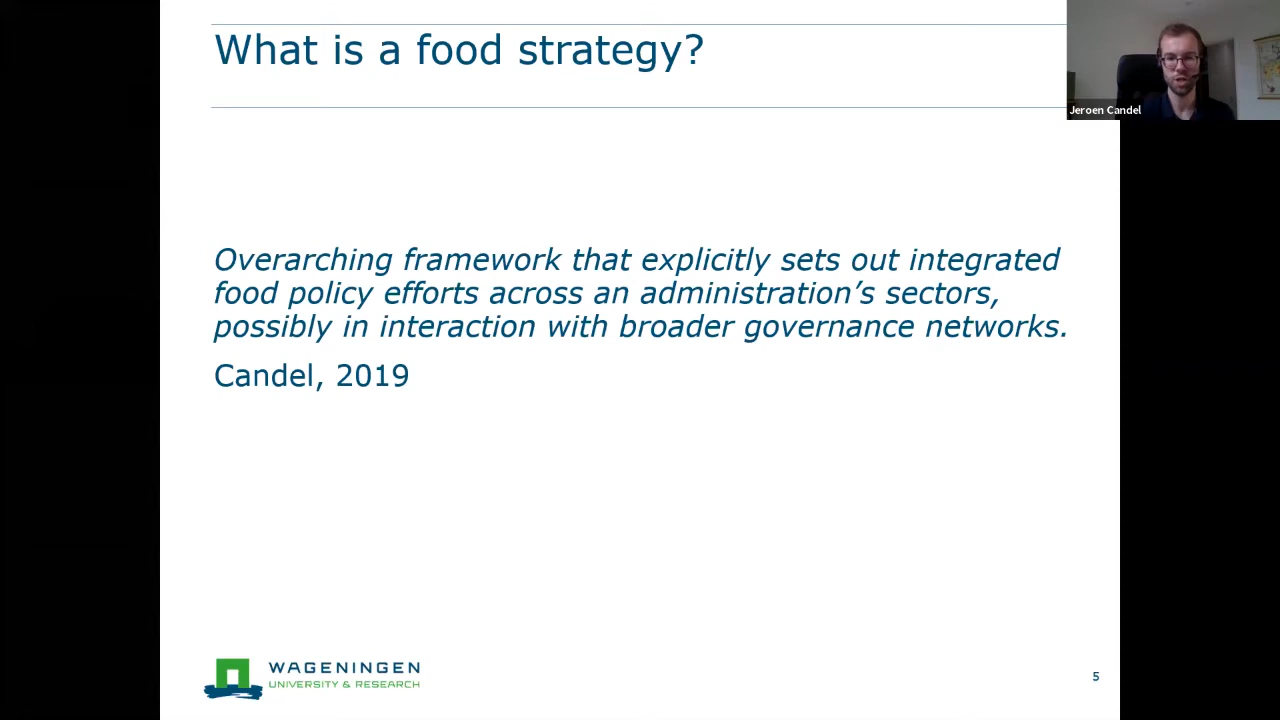 What is a food strategy?
Jeroen Candel
Overarching framework that explicitly sets out integrated
food policy efforts across an administration’s sectors,
possibly in interaction with broader governance networks.
Candel, 2019
WAGENINGEN
UNIVERSITY & RESEARCH
5